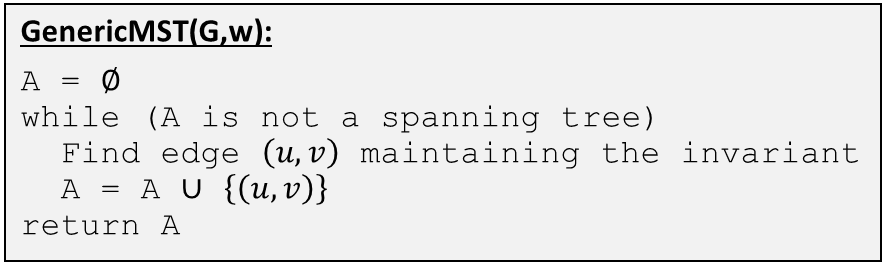 GenericMST(G,w):
A = ∅
while (A is not a spanning tree)
Find edge (u, v) maintaining the invariant
A = A ∪ {(u, v)}
return A